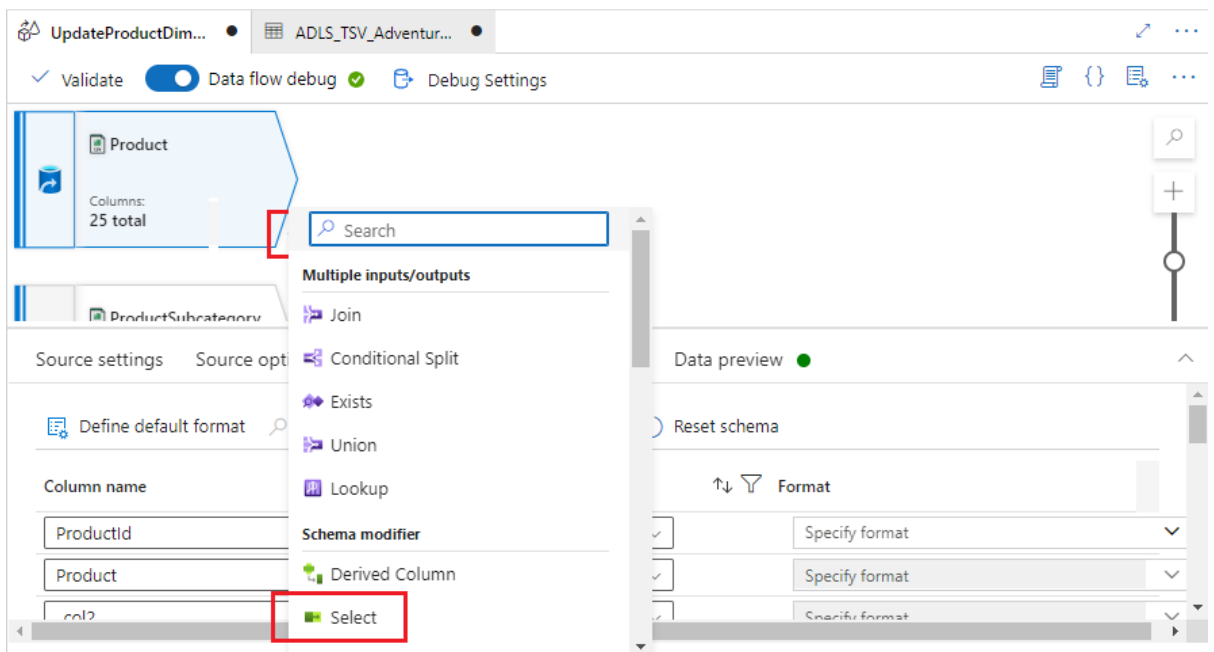 UpdateProductDim... ADLS_TSV_Adventur...
Validate Data flow debug Debug Settings
Product
Columns:
25 total
Search
Multiple inputs/outputs
Join
ProductSubcategory
Source settings Source opti Conditional Split Data preview
Exists
Define default format Union Reset schema
Column name Lookup Format
ProductId Schema modifier Specify format
Product Derived Column Specify format
col2 Select Specify format